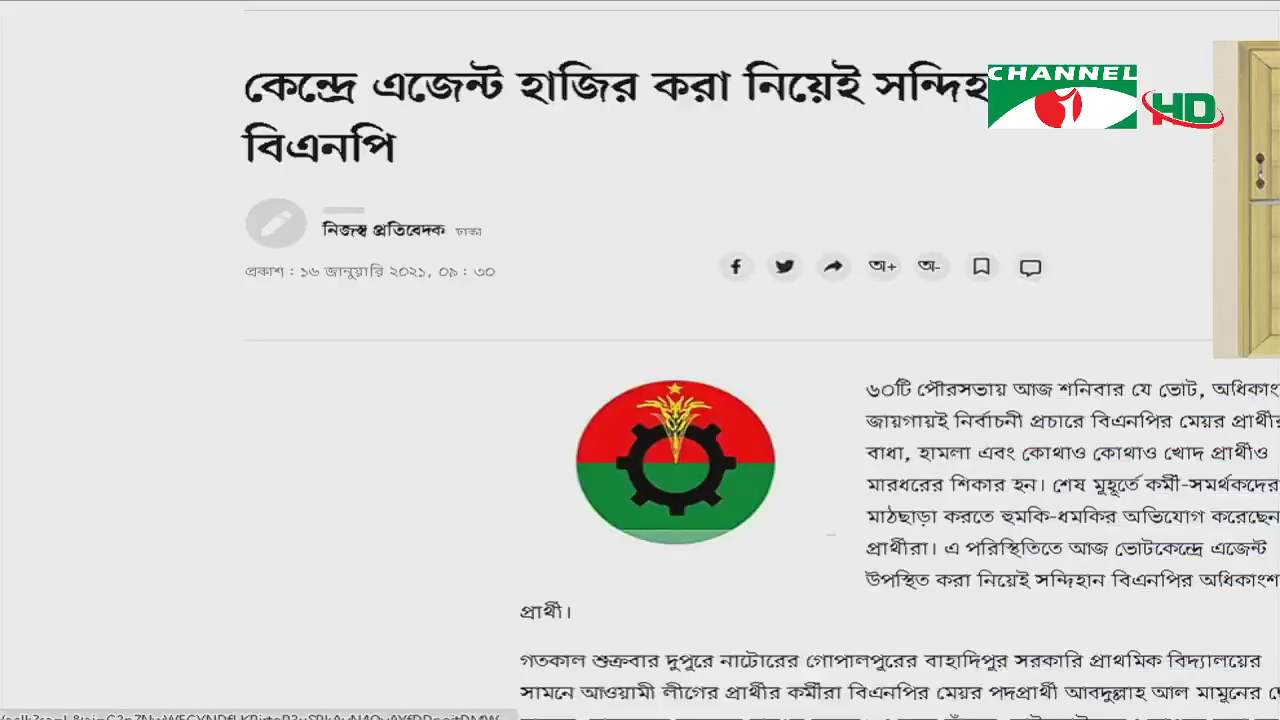 কেন্দ্রে এজেন্ট হাজির করা নিয়েই সন্দিহ
CHANNEL
HD
বিএনপি
নিজস্ব প্রতিবেদক ঢাকা
প্রকাশ : ১৬ জানুয়ারি ২০২১, ০৯ : ৩০
অ+ অ-
৬০টি পৌরসভায় আজ শনিবার যে ভোট, অধিকাং
জায়গায়ই নির্বাচনী প্রচারে বিএনপির মেয়র প্রার্থীর
বাধা, হামলা এবং কোথাও কোথাও খোদ প্রার্থীও
মারধরের শিকার হন। শেষ মুহূর্তে কর্মী-সমর্থকদের
মাঠছাড়া করতে হুমকি-ধমকির অভিযোগ করেছেন
প্রার্থীরা। এ পরিস্থিতিতে আজ ভোটকেন্দ্রে এজেন্ট
উপস্থিত করা নিয়েই সন্দিহান বিএনপির অধিকাংশ
প্রার্থী।
গতকাল শুক্রবার দুপুরে নাটোরের গোপালপুরের বাহাদিপুর সরকারি প্রাথমিক বিদ্যালয়ের
সামনে আওয়ামী লীগের প্রার্থীর কর্মীরা বিএনপির মেয়র পদপ্রার্থী আবদুল্লাহ আল মামুনের